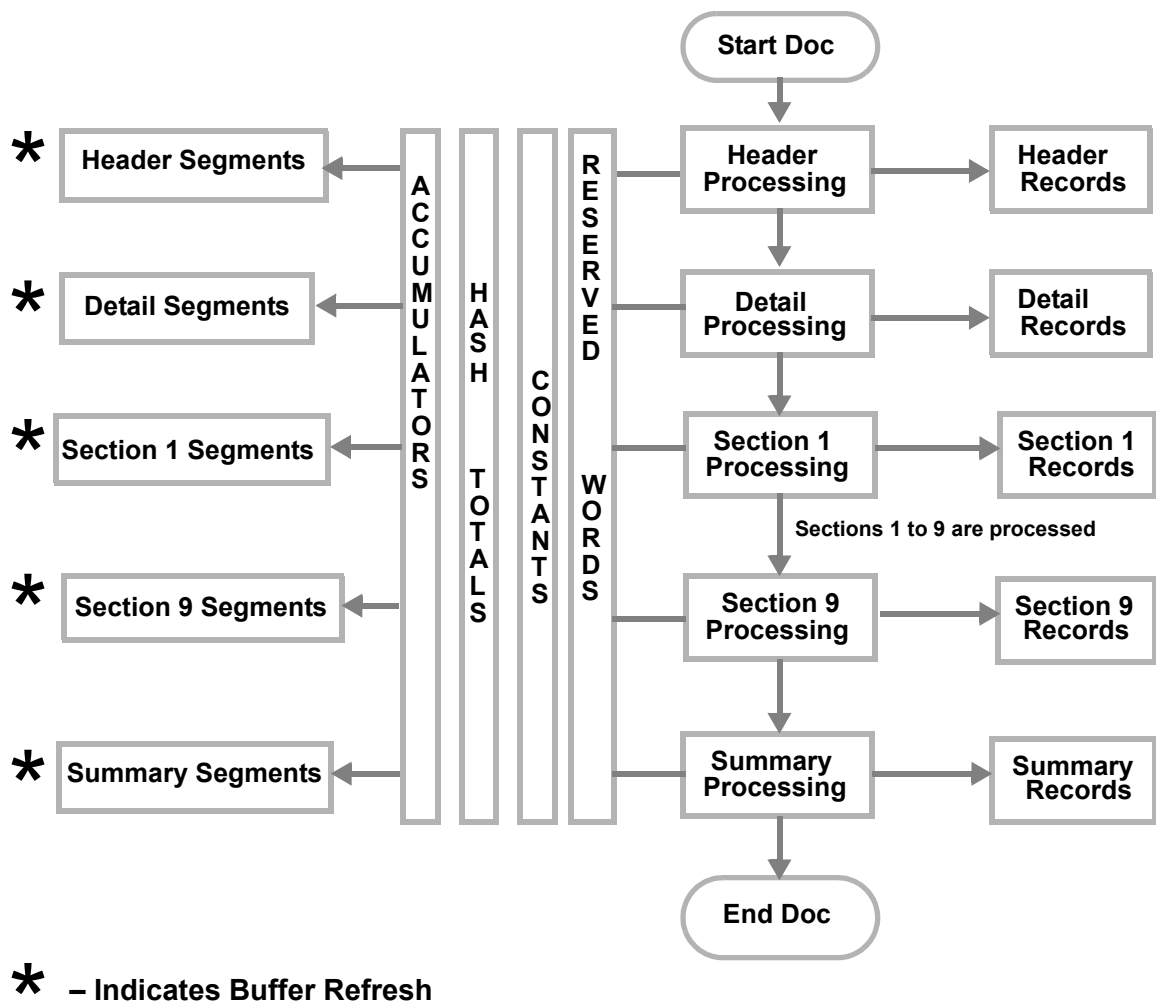 Start Doc
* Header Segments
Header
Processing
Header
Records
* Detail Segments
Detail
Processing
Detail
Records
* Section 1 Segments
Section 1
Processing
Section 1
Records
Sections 1 to 9 are processed
* Section 9 Segments
Section 9
Processing
Section 9
Records
* Summary Segments
Summary
Processing
Summary
Records
ACCUMULATORS
HASH TOTALS
CONSTANTS
RESERVED WORDS
End Doc
* – Indicates Buffer Refresh